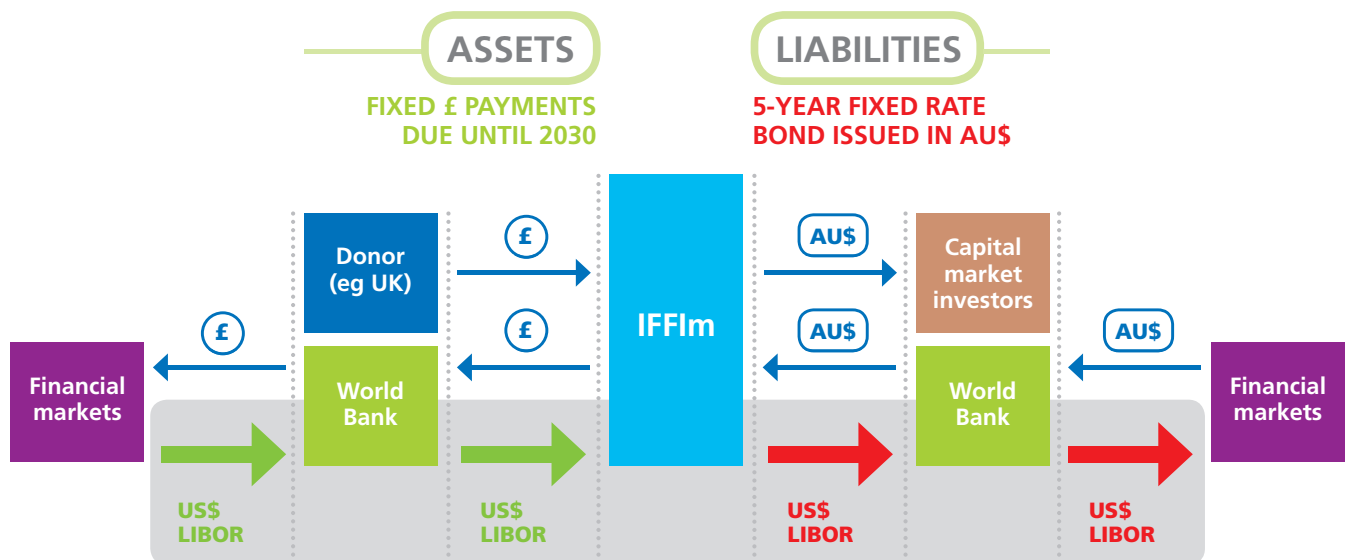 ASSETS
LIABILITIES
FIXED £ PAYMENTS
DUE UNTIL 2030
5-YEAR FIXED RATE
BOND ISSUED IN AU$
Financial
markets
£
Donor
(eg UK)
World
Bank
£
£
IFFIm
AU$
AU$
Capital
market
investors
World
Bank
AU$
Financial
markets
US$
LIBOR
US$
LIBOR
US$
LIBOR
US$
LIBOR